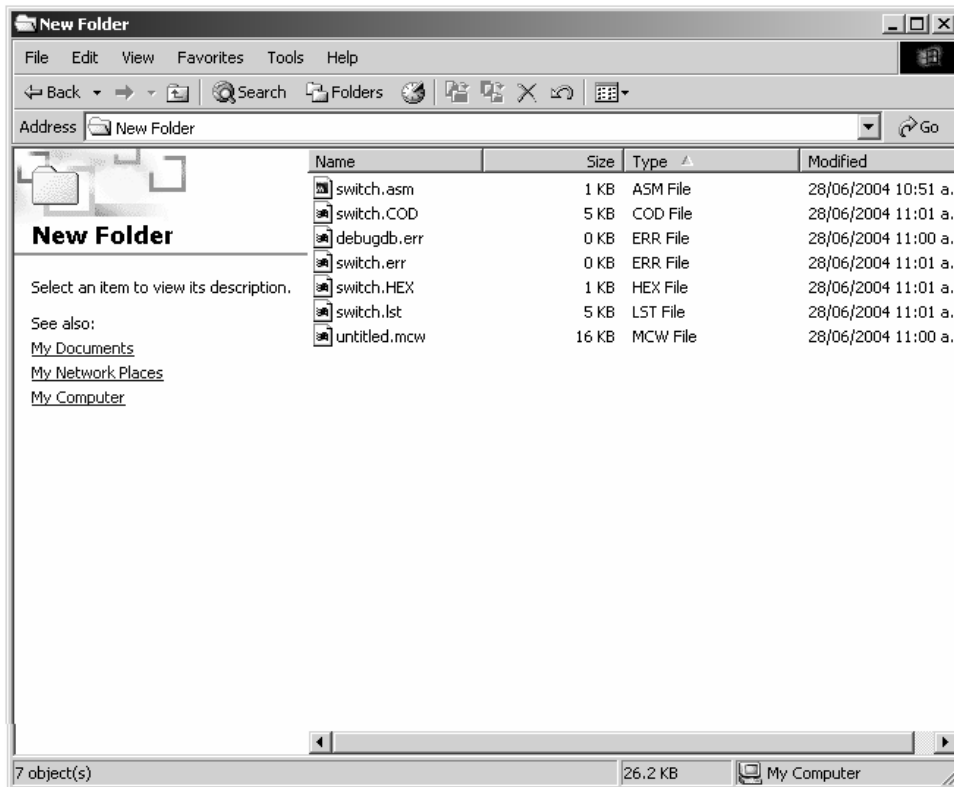 New Folder
File Edit View Favorites Tools Help
Back Search Folders
Address New Folder Go
Name Size Type Modified
switch.asm 1 KB ASM File 28/06/2004 10:51 a.
switch.COD 5 KB COD File 28/06/2004 11:01 a.
debugdb.err 0 KB ERR File 28/06/2004 11:00 a.
switch.err 0 KB ERR File 28/06/2004 11:01 a.
switch.HEX 1 KB HEX File 28/06/2004 11:01 a.
switch.lst 5 KB LST File 28/06/2004 11:01 a.
untitled.mcw 16 KB MCW File 28/06/2004 11:00 a.
New Folder
Select an item to view its description.
See also:
My Documents
My Network Places
My Computer
7 object(s) 26.2 KB My Computer